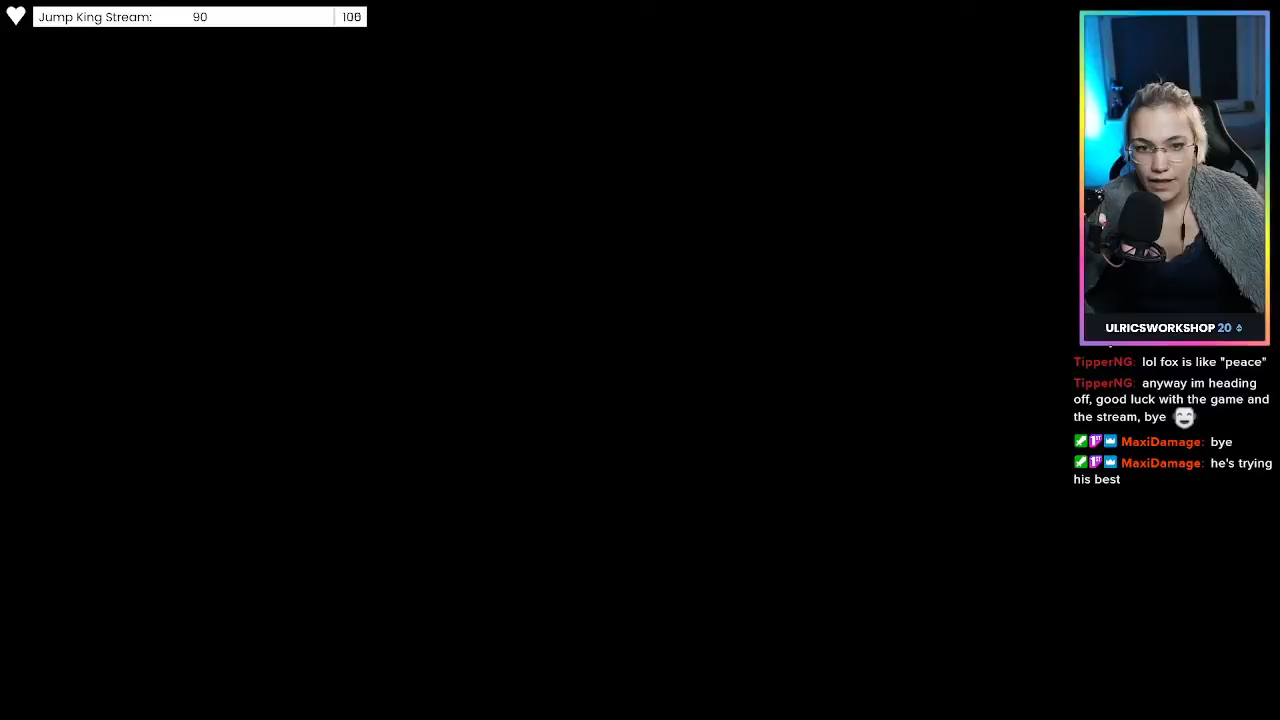 Jump King Stream: 90 106
ULRICSWORKSHOP 20
TipperNG: lol fox is like "peace"
TipperNG: anyway im heading
off, good luck with the game and
the stream, bye
MaxiDamage: bye
MaxiDamage: he's trying
his best